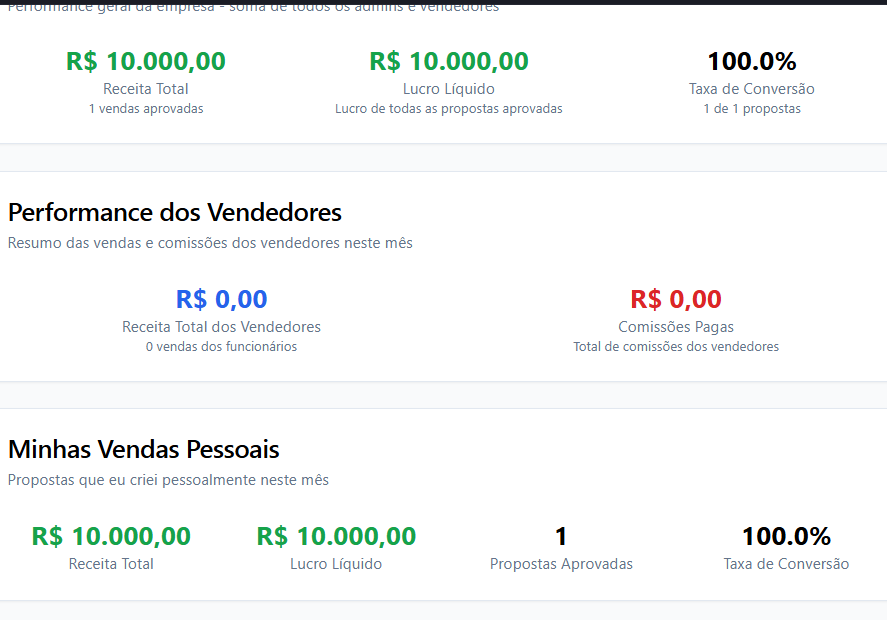 Performance geral da empresa - soma de todos os admins e vendedores
R$ 10.000,00
Receita Total
1 vendas aprovadas
R$ 10.000,00
Lucro Líquido
Lucro de todas as propostas aprovadas
100.0%
Taxa de Conversão
1 de 1 propostas
Performance dos Vendedores
Resumo das vendas e comissões dos vendedores neste mês
R$ 0,00
Receita Total dos Vendedores
0 vendas dos funcionários
R$ 0,00
Comissões Pagas
Total de comissões dos vendedores
Minhas Vendas Pessoais
Propostas que eu criei pessoalmente neste mês
R$ 10.000,00
Receita Total
R$ 10.000,00
Lucro Líquido
1
Propostas Aprovadas
100.0%
Taxa de Conversão